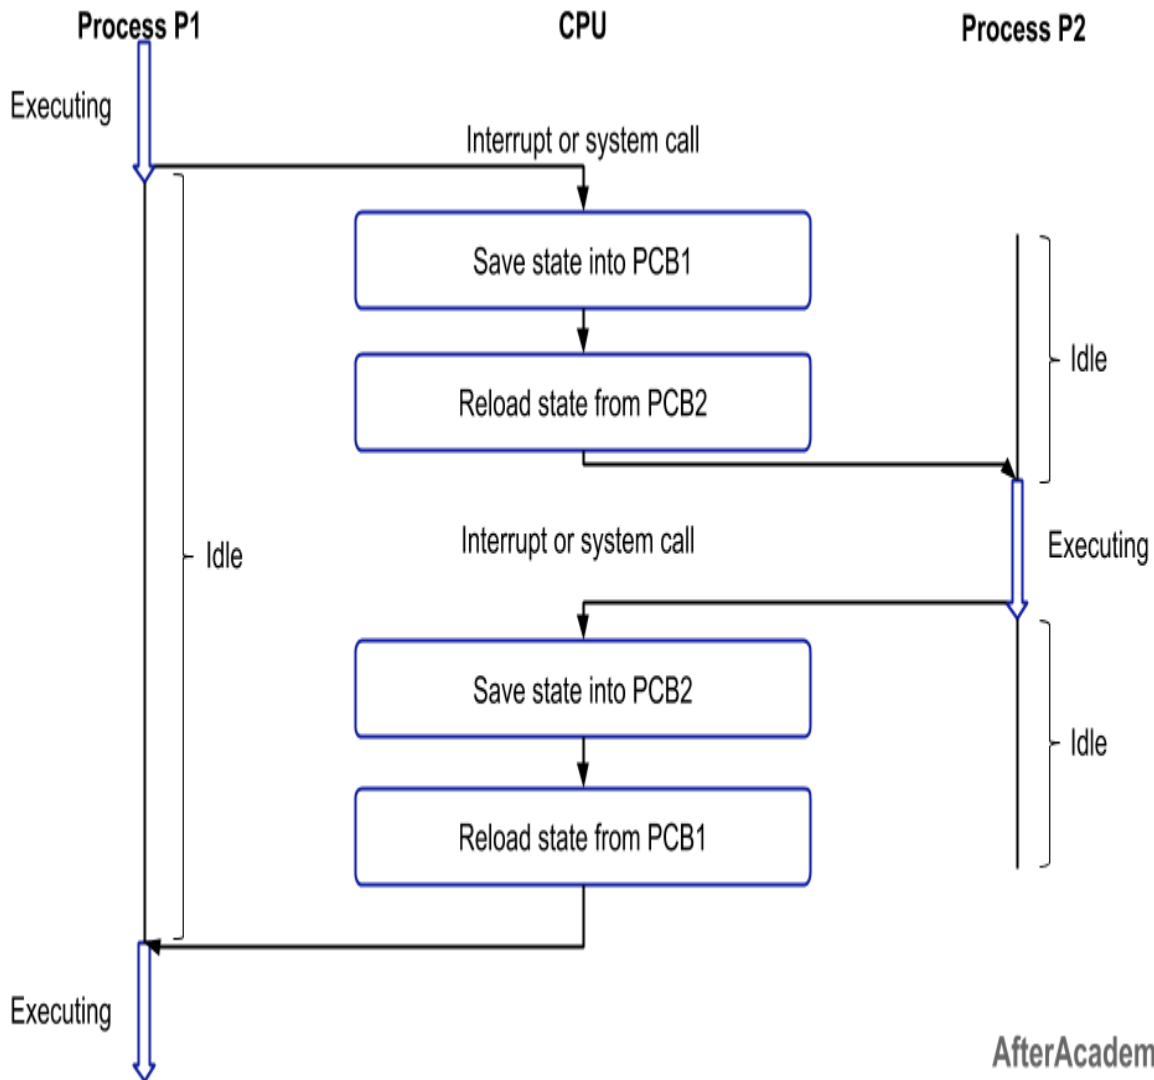 Process P1
CPU
Process P2
Executing
Interrupt or system call
Save state into PCB1
Idle
Reload state from PCB2
Interrupt or system call
Executing
Idle
Save state into PCB2
Idle
Reload state from PCB1
Executing
AfterAcadem